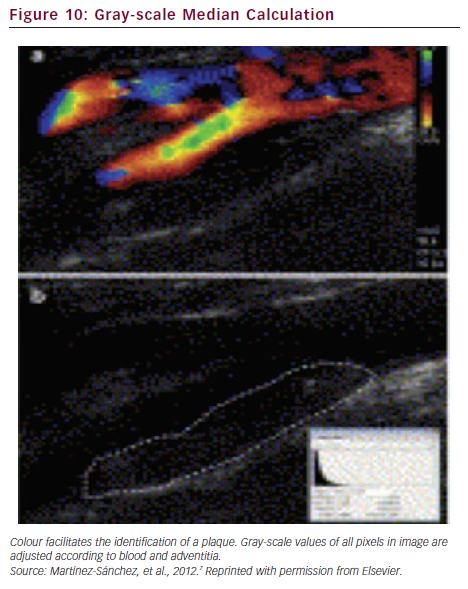 Figure 10: Gray-scale Median Calculation
a
b
Colour facilitates the identification of a plaque. Gray-scale values of all pixels in image are
adjusted according to blood and adventitia.
Source: Martínez-Sánchez, et al., 2012.⁷ Reprinted with permission from Elsevier.